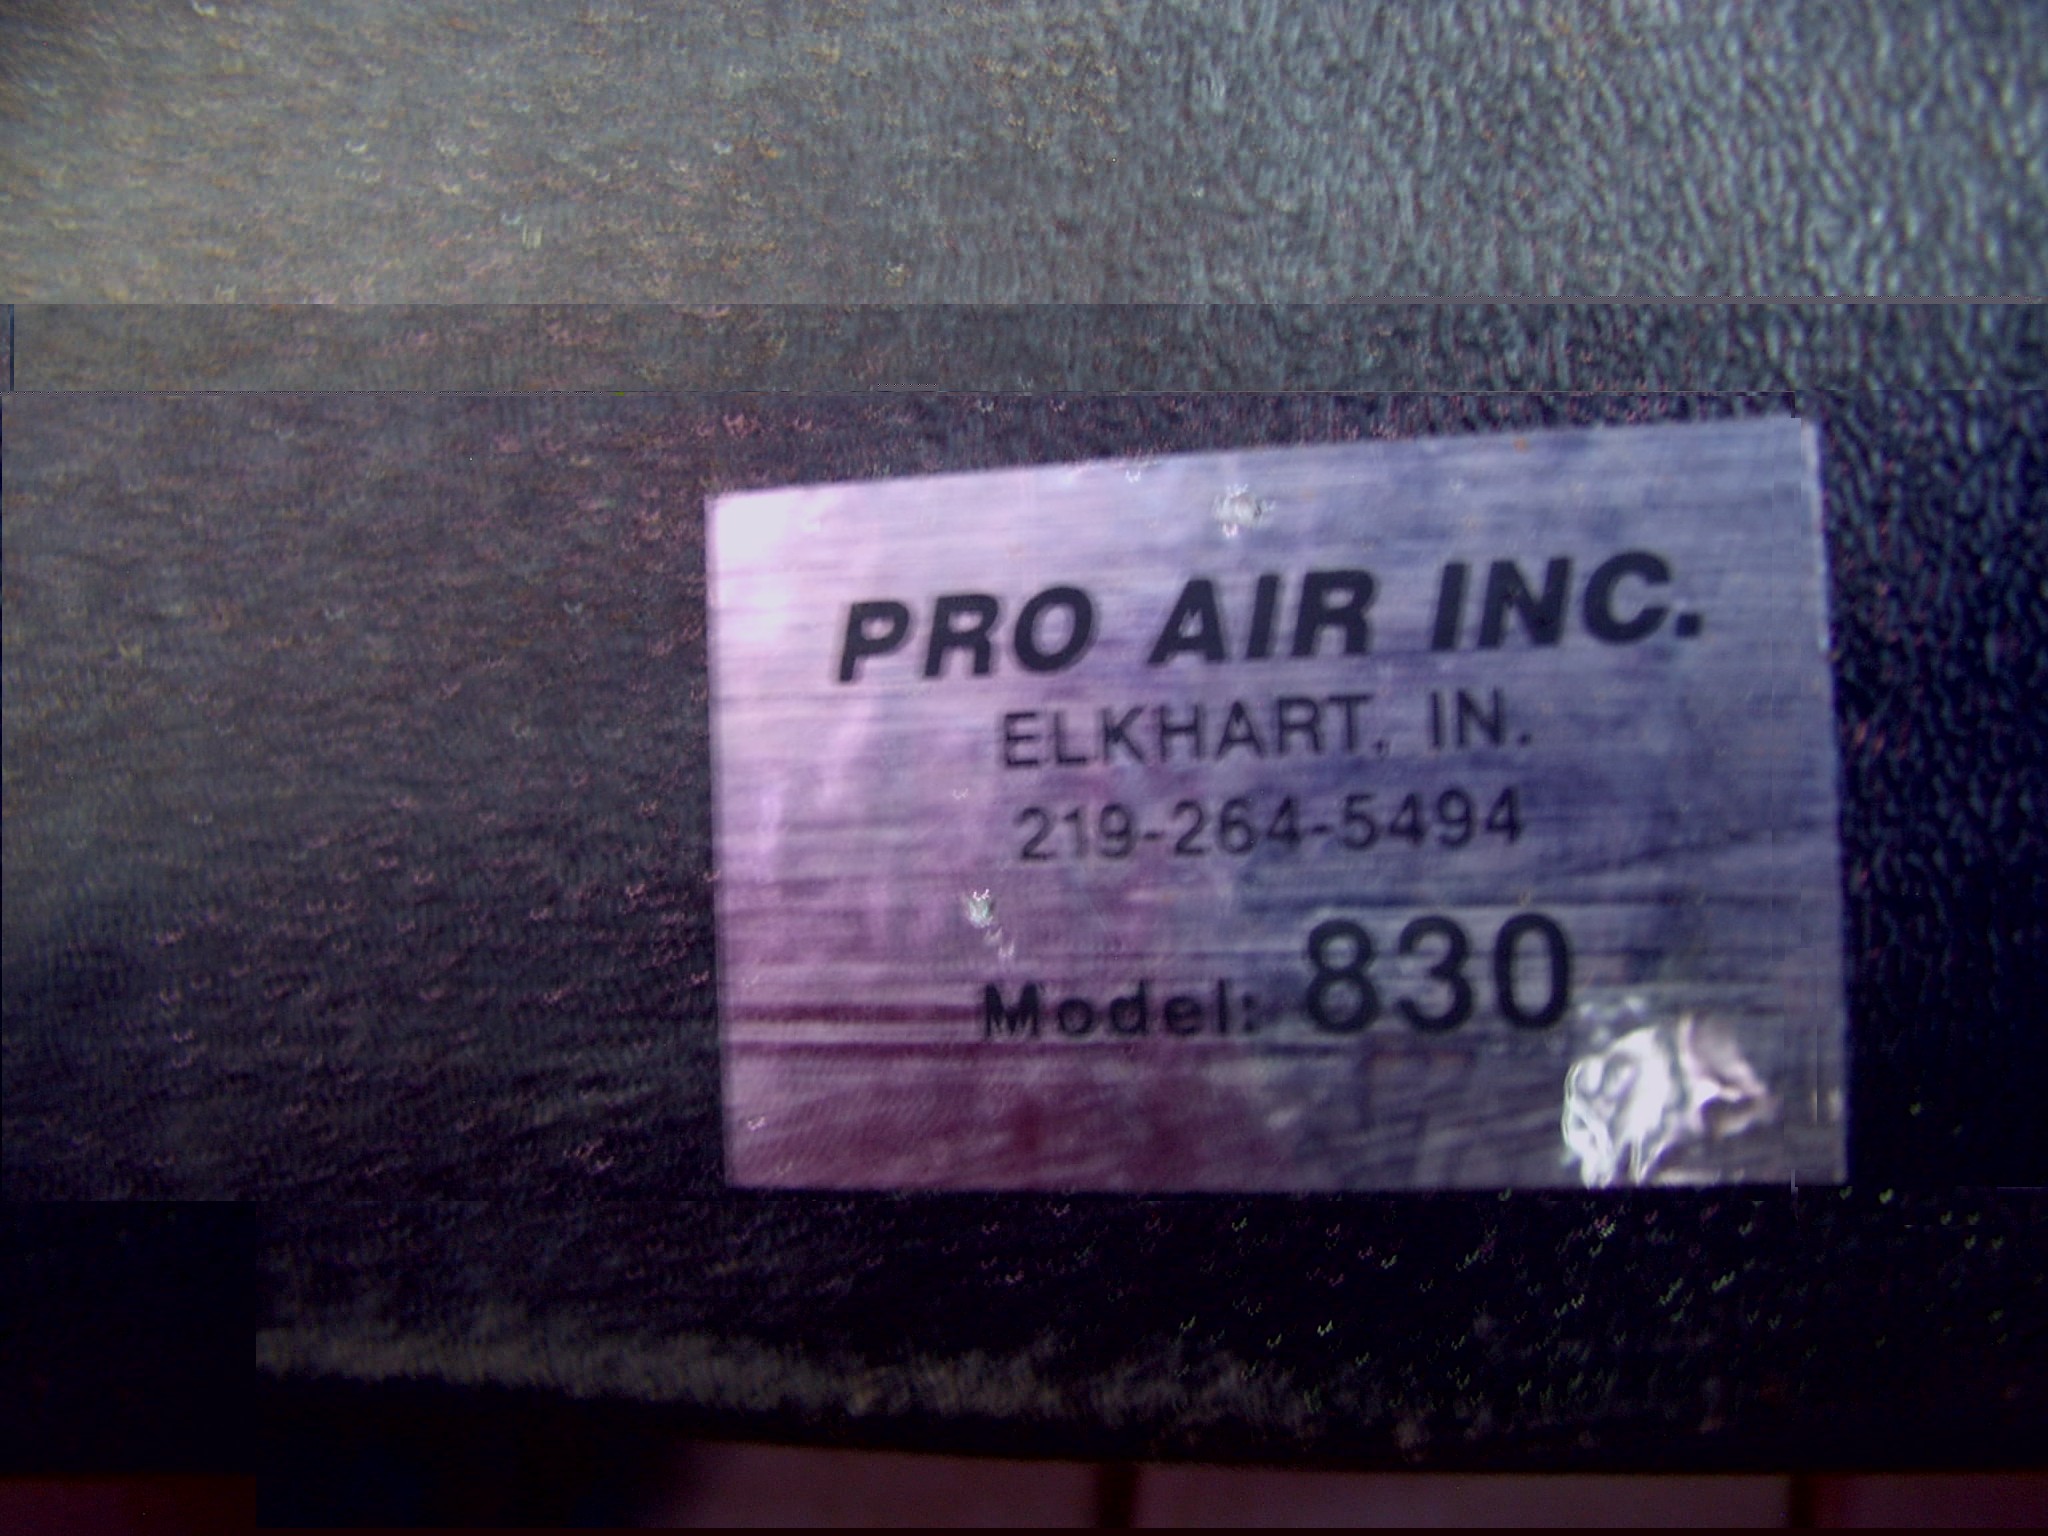 PRO AIR INC.
ELKHART, IN.
219-264-5494
Model: 830